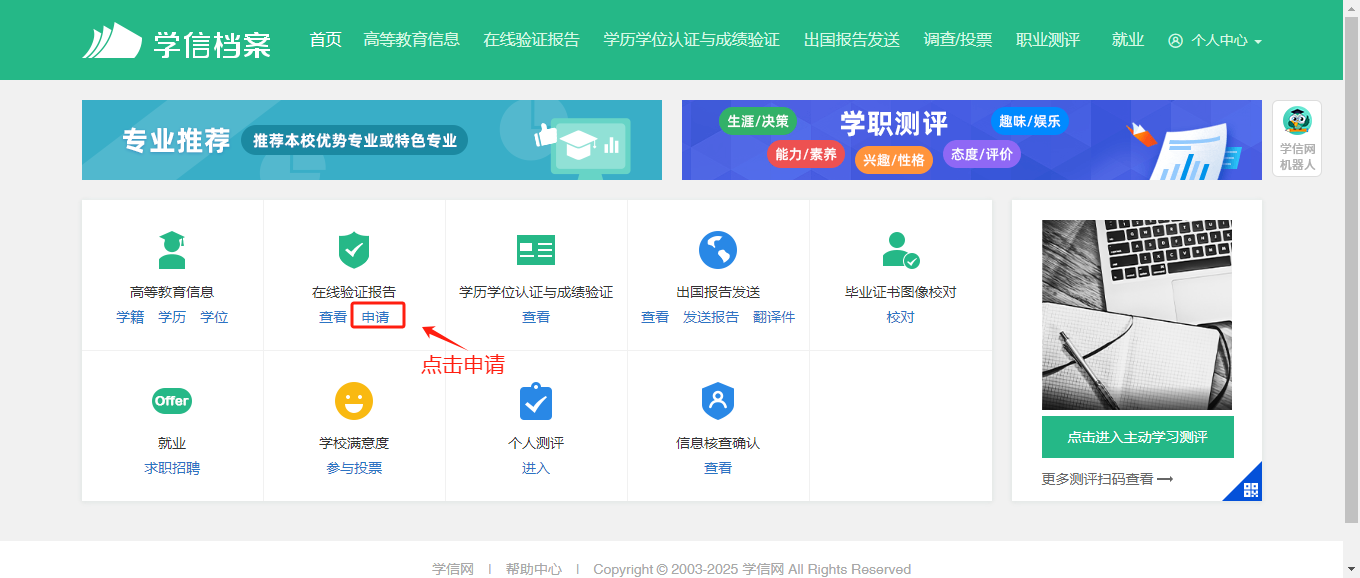 学信档案
首页 高等教育信息 在线验证报告 学历学位认证与成绩验证 出国报告发送 调查/投票 职业测评 就业 个人中心
专业推荐 推荐本校优势专业或特色专业
生涯/决策 学职测评 趣味/娱乐
能力/素养 兴趣/性格 态度/评价
学信网
机器人
高等教育信息
学籍 学历 学位
在线验证报告
查看 申请
点击申请
学历学位认证与成绩验证
查看
出国报告发送
查看 发送报告 翻译件
毕业证书图像校对
校对
Offer
就业
求职招聘
学校满意度
参与投票
个人测评
进入
信息核查确认
查看
点击进入主动学习测评
更多测评扫码查看
学信网 | 帮助中心 | Copyright © 2003-2025 学信网 All Rights Reserved